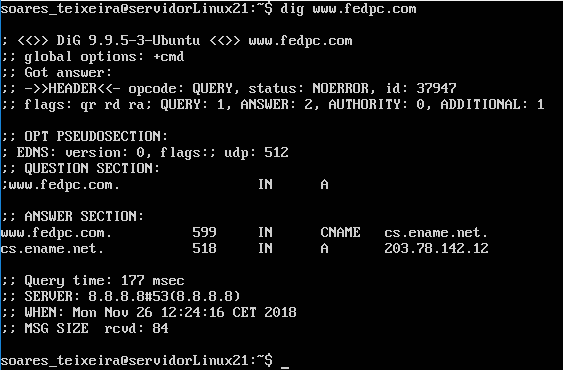 soares_teixeira@servidorLinux21:~$ dig www.fedpc.com

; <<>> DiG 9.9.5-3-Ubuntu <<>> www.fedpc.com
;; global options: +cmd
;; Got answer:
;; ->>HEADER<<- opcode: QUERY, status: NOERROR, id: 37947
;; flags: qr rd ra; QUERY: 1, ANSWER: 2, AUTHORITY: 0, ADDITIONAL: 1

;; OPT PSEUDOSECTION:
; EDNS: version: 0, flags:; udp: 512
;; QUESTION SECTION:
;www.fedpc.com. IN A

;; ANSWER SECTION:
www.fedpc.com. 599 IN CNAME cs.ename.net.
cs.ename.net. 518 IN A 203.78.142.12

;; Query time: 177 msec
;; SERVER: 8.8.8.8#53(8.8.8.8)
;; WHEN: Mon Nov 26 12:24:16 CET 2018
;; MSG SIZE rcvd: 84

soares_teixeira@servidorLinux21:~$ _